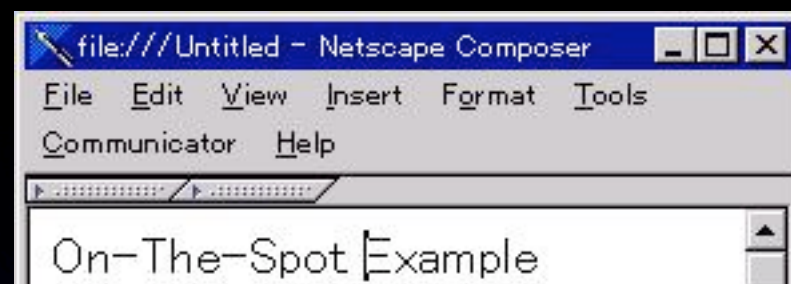 file:///Untitled - Netscape Composer
File Edit View Insert Format Tools
Communicator Help
On-The-Spot Example